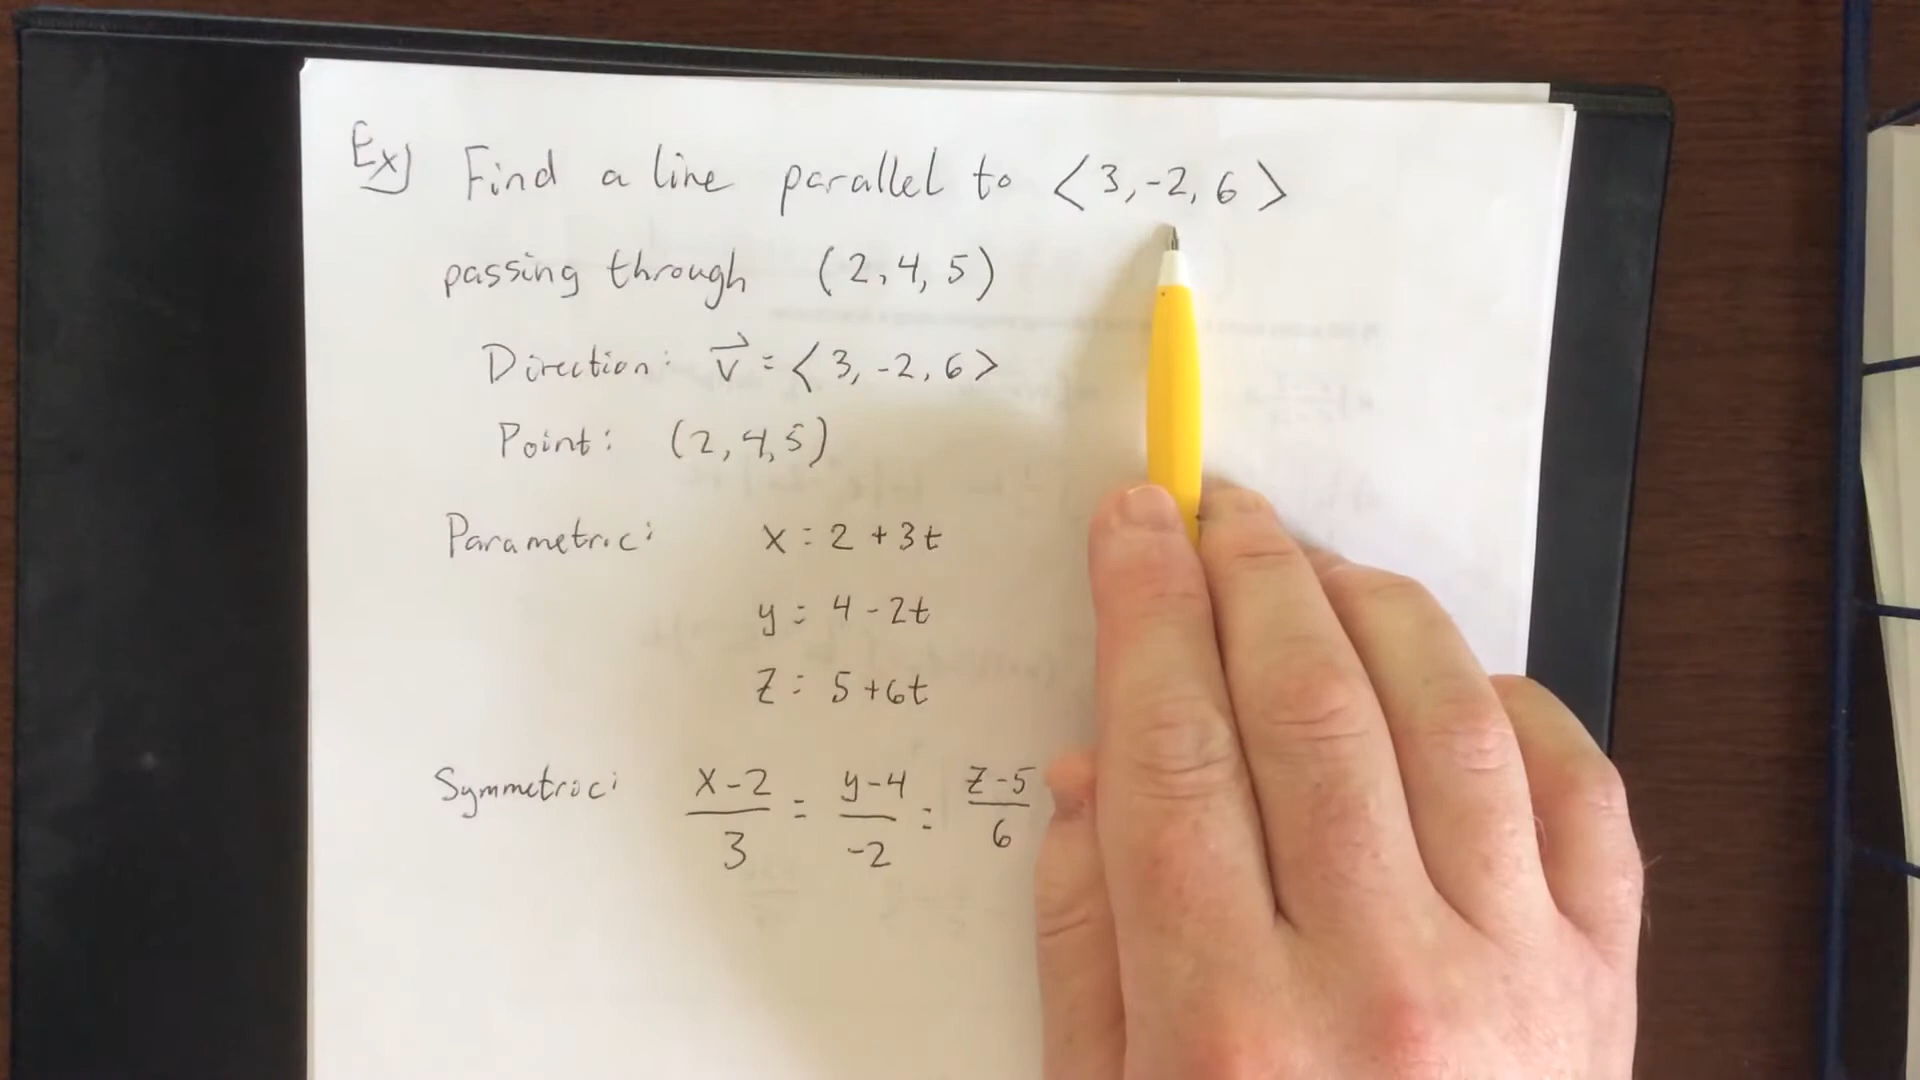 Ex) Find a line parallel to <3, -2, 6>
passing through (2, 4, 5)
Direction: v⃗ = <3, -2, 6>
Point: (2, 4, 5)
Parametric: x = 2 + 3t
y = 4 - 2t
z = 5 + 6t
Symmetric: (x-2)/3 = (y-4)/-2 = (z-5)/6